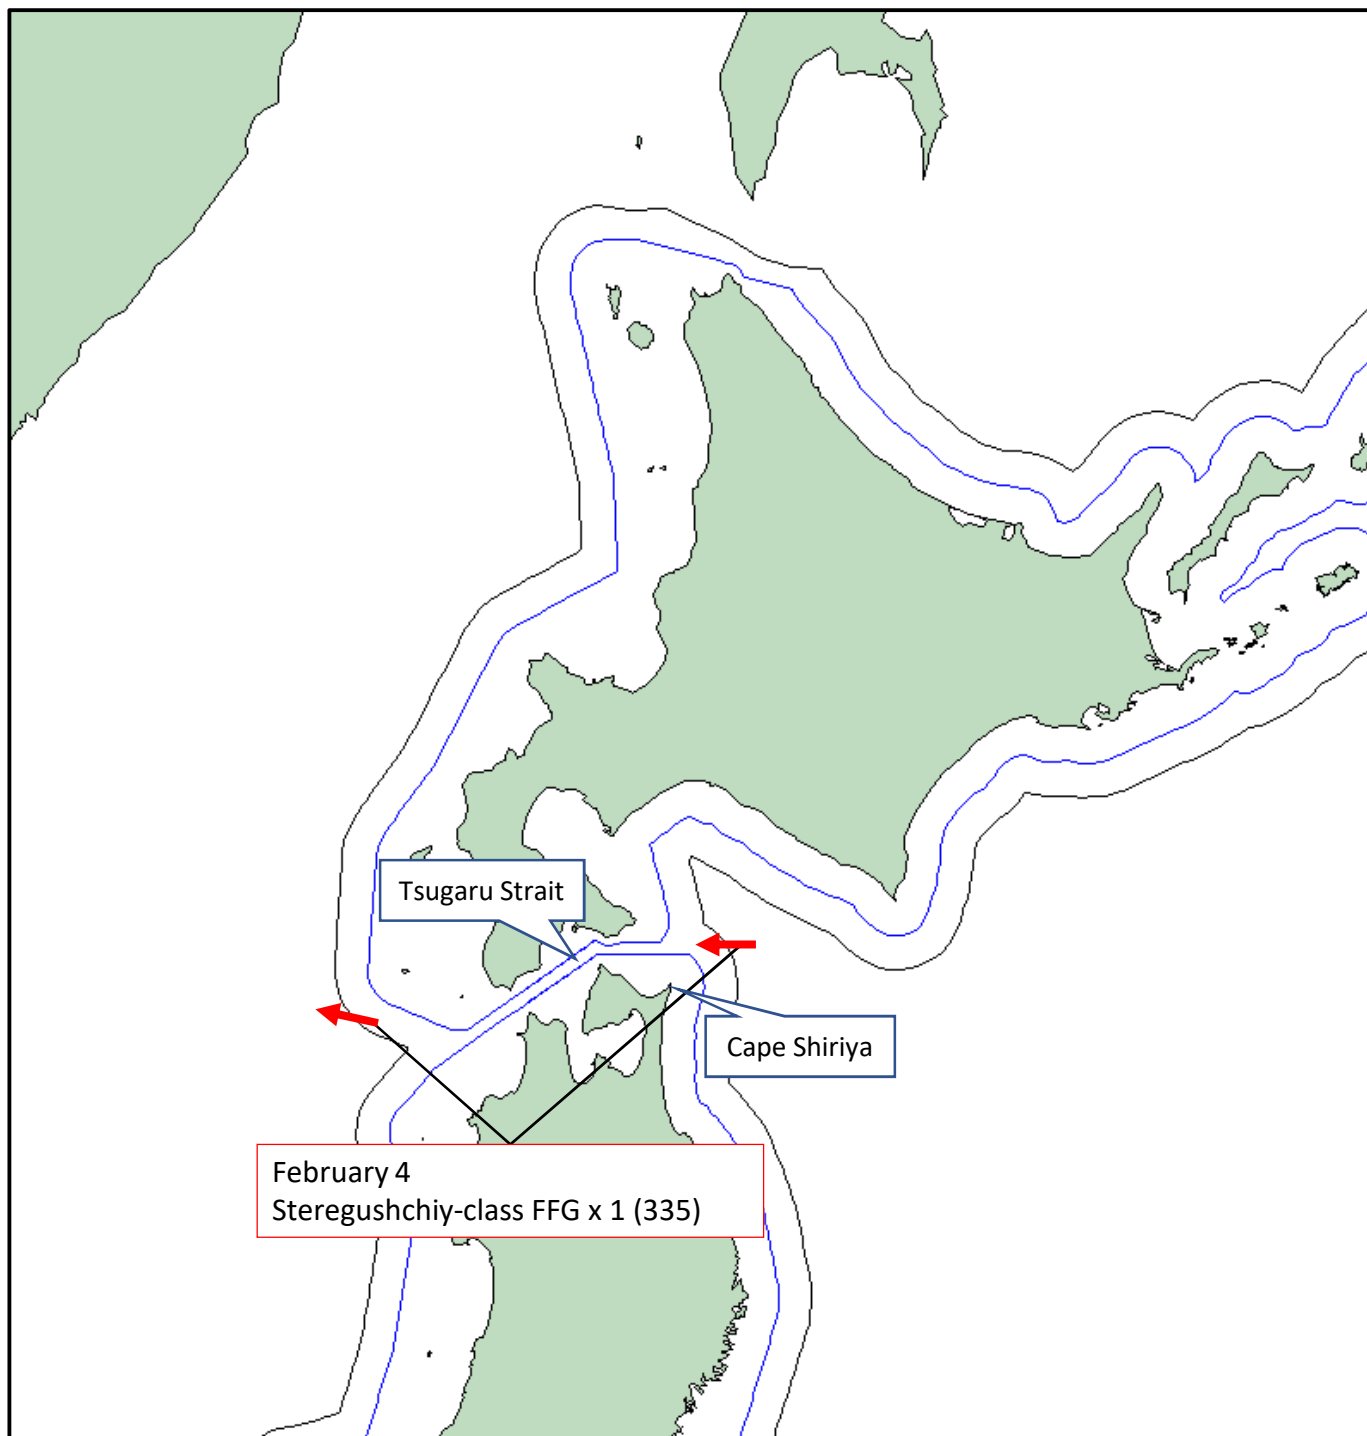 Tsugaru Strait
Cape Shiriya
February 4
Steregushchiy-class FFG x 1 (335)